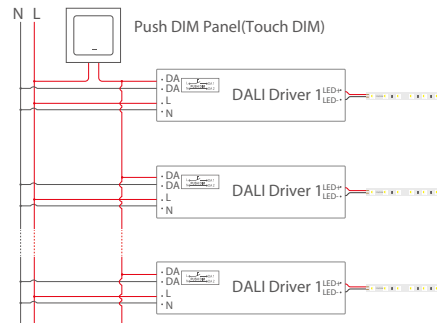 N L
Push DIM Panel(Touch DIM)
DA
DA
L
N
DALI Driver 1
LED+
LED-
DA
DA
L
N
DALI Driver 1
LED+
LED-
DA
DA
L
N
DALI Driver 1
LED+
LED-